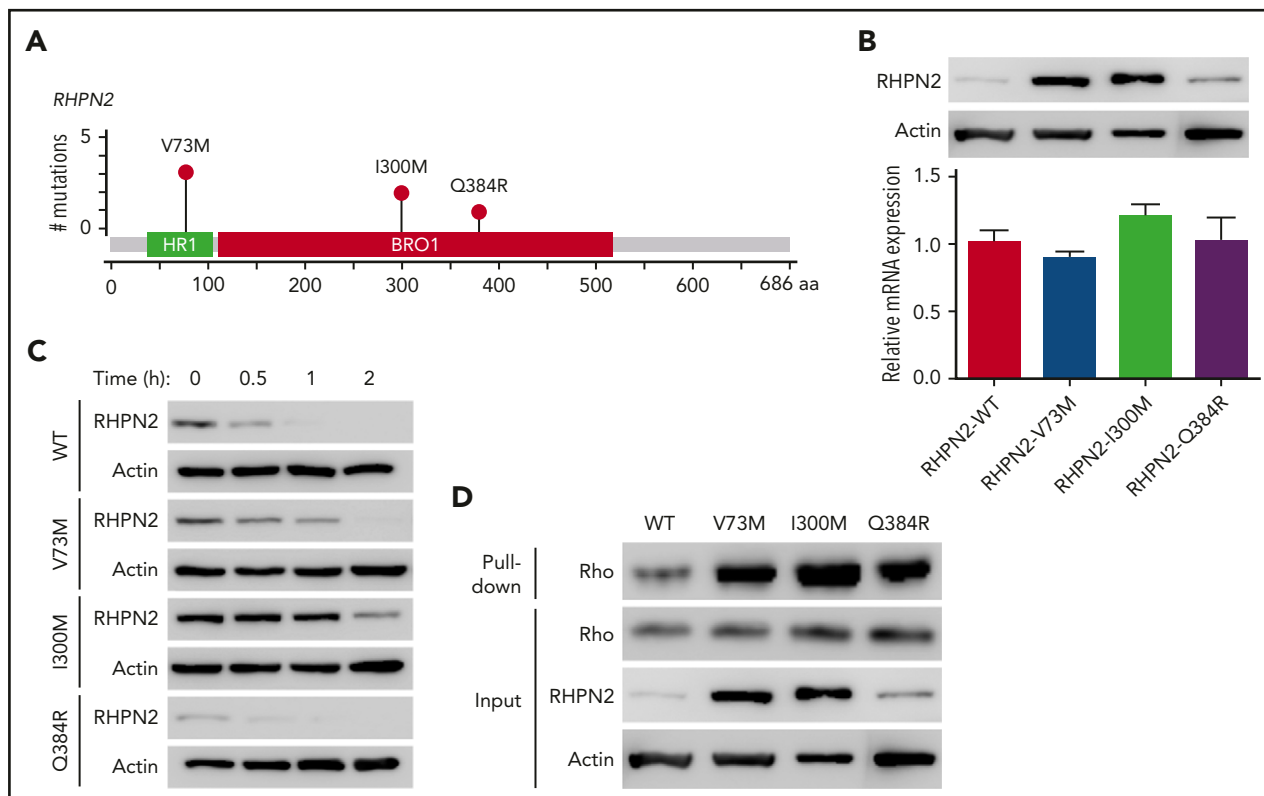 A
RHPN2
# mutations
5
0
V73M
I300M
Q384R
HR1
BRO1
0 100 200 300 400 500 600 686 aa
B
RHPN2
Actin
Relative mRNA expression
1.5
1.0
0.5
0.0
RHPN2-WT
RHPN2-V73M
RHPN2-I300M
RHPN2-Q384R
C
Time (h): 0 0.5 1 2
WT
RHPN2
Actin
V73M
RHPN2
Actin
I300M
RHPN2
Actin
Q384R
RHPN2
Actin
D
WT V73M I300M Q384R
Pull-
down
Rho
Input
Rho
RHPN2
Actin